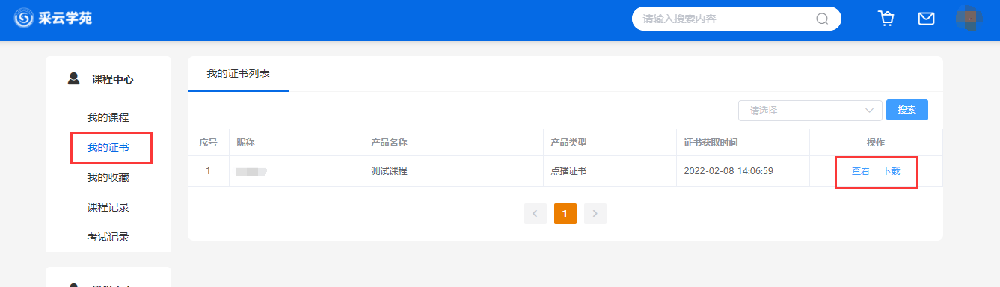 采云学苑
请输入搜索内容
课程中心
我的课程
我的证书
我的收藏
课程记录
考试记录
我的证书列表
请选择
搜索
序号 昵称 产品名称 产品类型 证书获取时间 操作
1 测试课程 点播证书 2022-02-08 14:06:59 查看 下载
1